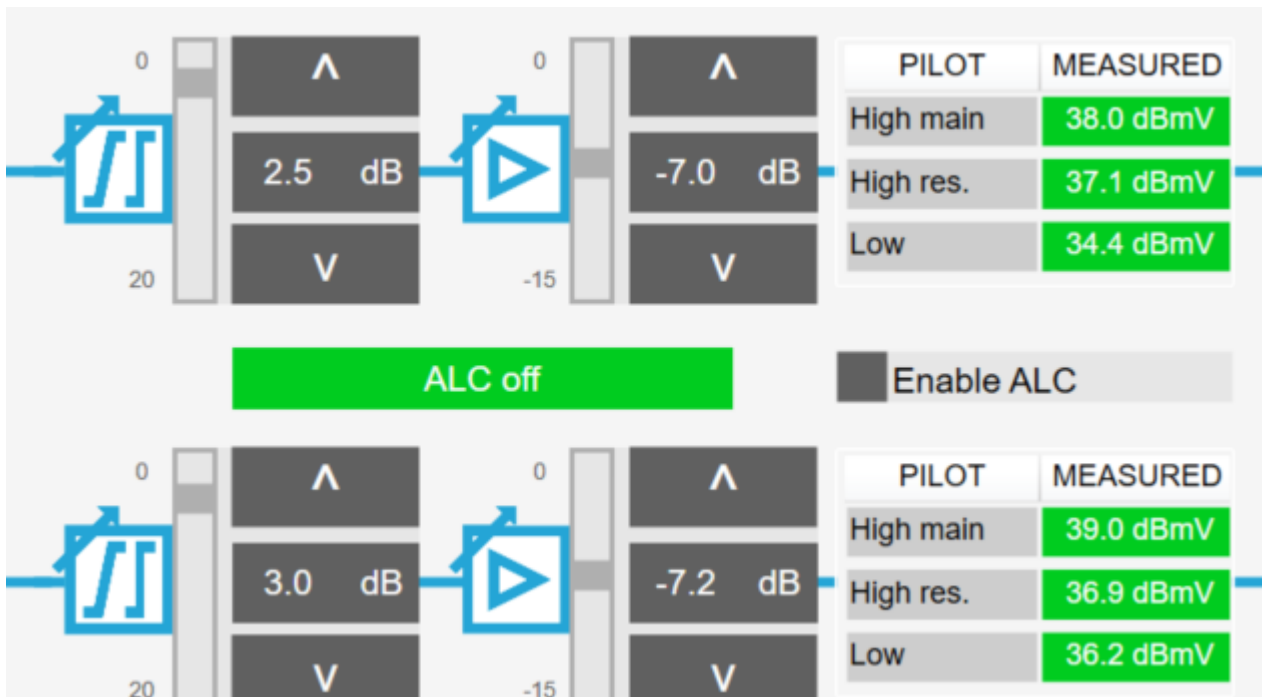 0 ∧ 0 ∧ PILOT MEASURED
High main 38.0 dBmV
2.5 dB -7.0 dB High res. 37.1 dBmV
20 ∨ -15 ∨ Low 34.4 dBmV
ALC off Enable ALC
0 ∧ 0 ∧ PILOT MEASURED
High main 39.0 dBmV
3.0 dB -7.2 dB High res. 36.9 dBmV
20 ∨ -15 ∨ Low 36.2 dBmV